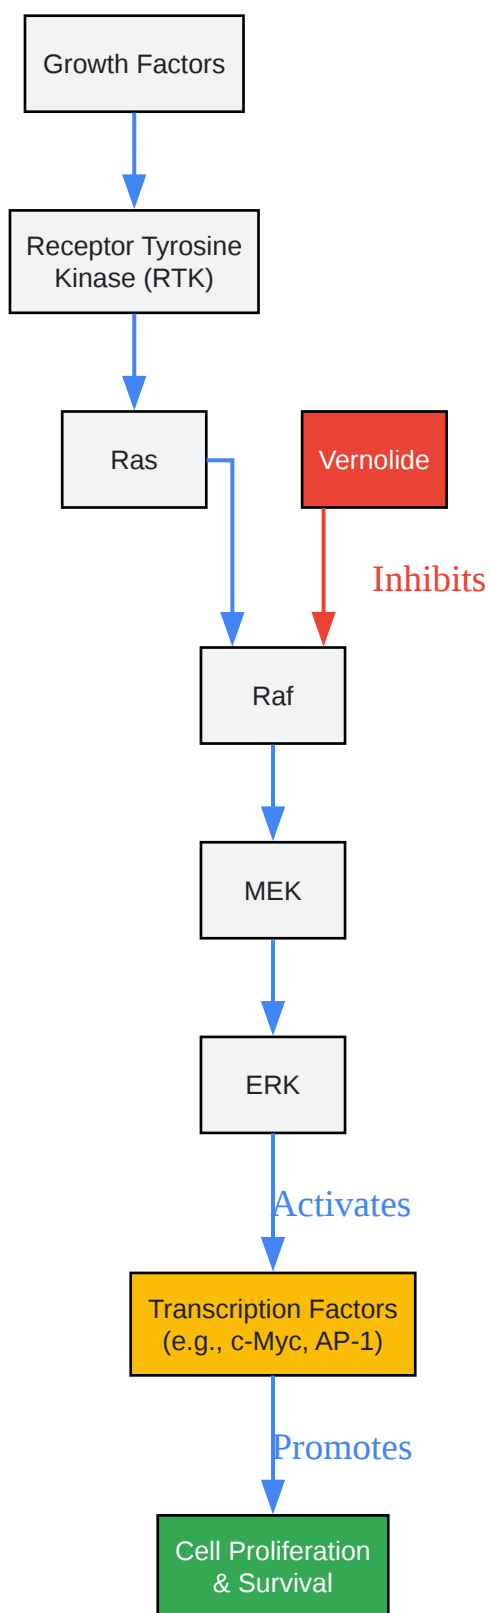 Growth Factors
Receptor Tyrosine
Kinase (RTK)
Ras
Vernolide
Inhibits
Raf
MEK
ERK
Activates
Transcription Factors
(e.g., c-Myc, AP-1)
Promotes
Cell Proliferation
& Survival